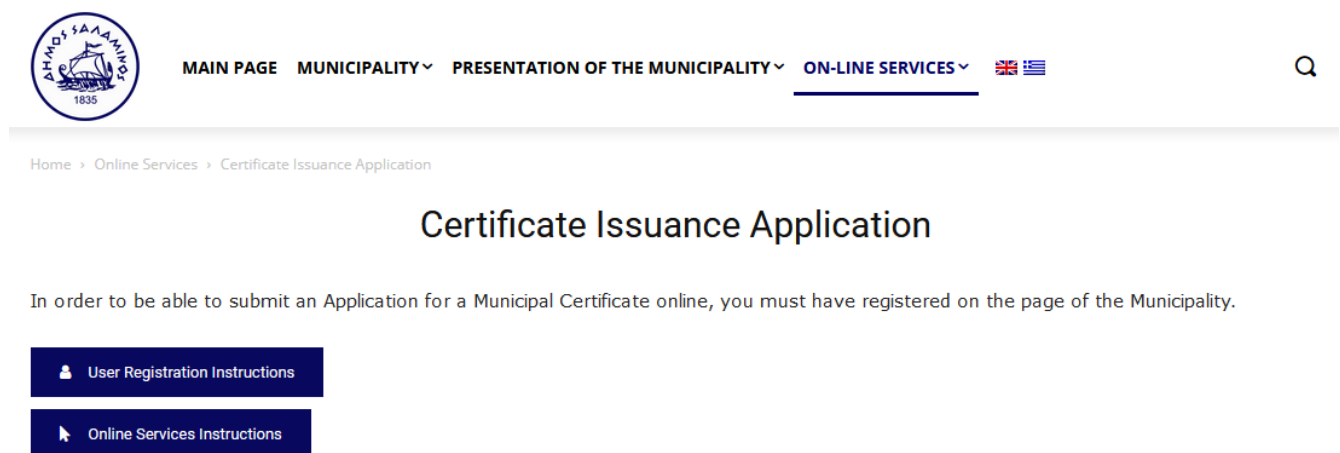 ΔΗΜΟΣ ΣΑΛΑΜΙΝΟΣ
1835
MAIN PAGE MUNICIPALITY PRESENTATION OF THE MUNICIPALITY ON-LINE SERVICES
Home › Online Services › Certificate Issuance Application
Certificate Issuance Application
In order to be able to submit an Application for a Municipal Certificate online, you must have registered on the page of the Municipality.
User Registration Instructions
Online Services Instructions